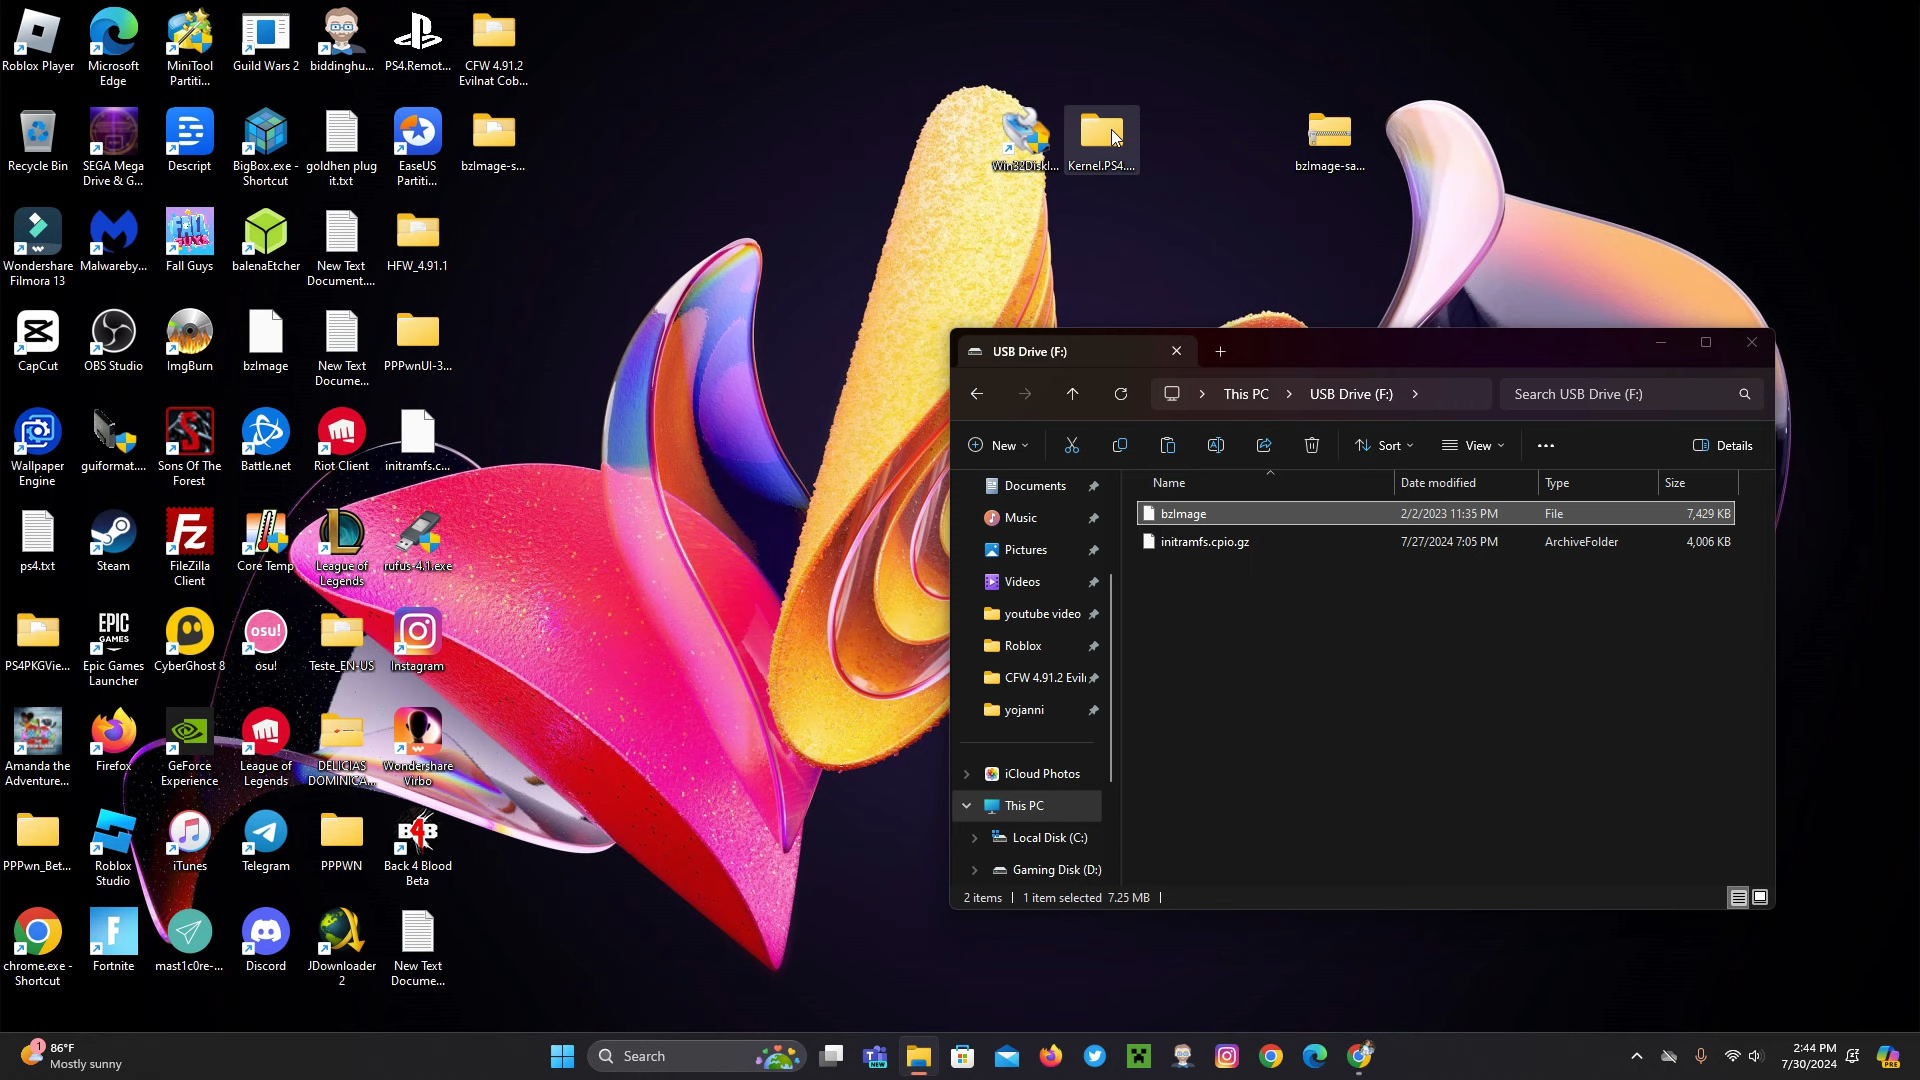 Roblox Player
Microsoft
Edge
MiniTool
Partiti...
Guild Wars 2
biddinghu...
PS4.Remot...
CFW 4.91.2
Evilnat Cob...
Recycle Bin
SEGA Mega
Drive & G...
Descript
BigBox.exe -
Shortcut
goldhen plug
it.txt
EaseUS
Partiti...
bzImage-s...
Win32DiskI...
Kernel.PS4....
bzImage-sa...
Wondershare
Filmora 13
Malwareby...
Fall Guys
balenaEtcher
New Text
Document....
HFW_4.91.1
CapCut
OBS Studio
ImgBurn
bzImage
New Text
Docume...
PPPwnUI-3...
Wallpaper
Engine
guiformat....
Sons Of The
Forest
Battle.net
Riot Client
initramfs.c...
ps4.txt
Steam
FileZilla
Client
Core Temp
League of
Legends
rufus-4.1.exe
PS4PKGVie...
EPIC
GAMES
Epic Games
Launcher
CyberGhost 8
osu!
osu!
Teste_EN-US
Instagram
Amanda the
Adventure...
Firefox
GeForce
Experience
League of
Legends
DELICIAS
DOMINICA...
Wondershare
Virbo
PPPwn_Bet...
Roblox
Studio
iTunes
Telegram
PPPWN
B4B
Back 4 Blood
Beta
chrome.exe -
Shortcut
Fortnite
mast1c0re-...
Discord
JDownloader
2
New Text
Docume...
USB Drive (F:)
This PC
USB Drive (F:)
Search USB Drive (F:)
New
Sort
View
Details
Name
Date modified
Type
Size
Documents
Music
Pictures
Videos
youtube video
Roblox
CFW 4.91.2 Evil
yojanni
iCloud Photos
This PC
Local Disk (C:)
Gaming Disk (D:)
bzImage 2/2/2023 11:35 PM File 7,429 KB
initramfs.cpio.gz 7/27/2024 7:05 PM ArchiveFolder 4,006 KB
2 items 1 item selected 7.25 MB
1
86°F
Mostly sunny
Search
NEW
2:44 PM
7/30/2024
PRE